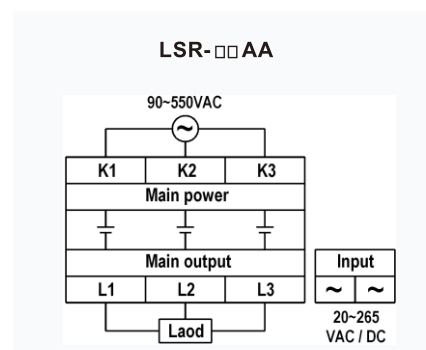 LSR-□□AA
90~550VAC
~
K1 K2 K3
Main power
Main output
L1 L2 L3
Laod
Input
~ ~
20~265
VAC / DC